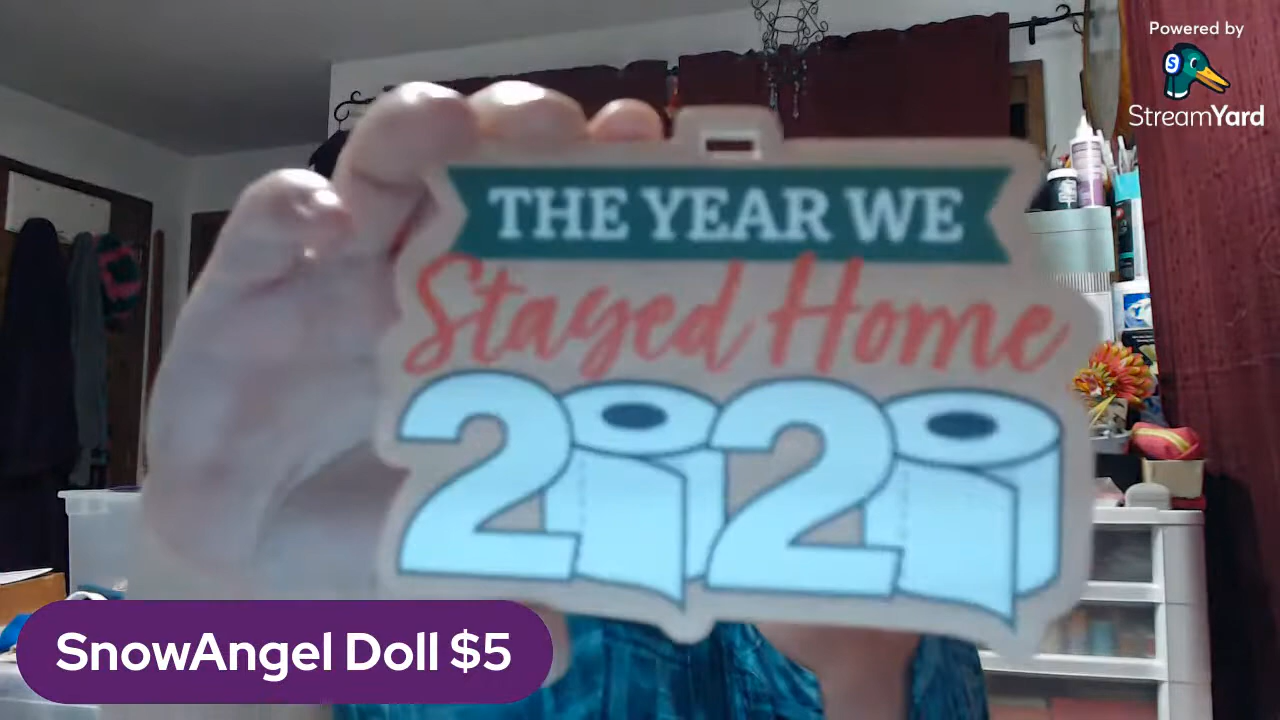 Powered by
StreamYard
THE YEAR WE
Stayed Home
2020
SnowAngel Doll $5